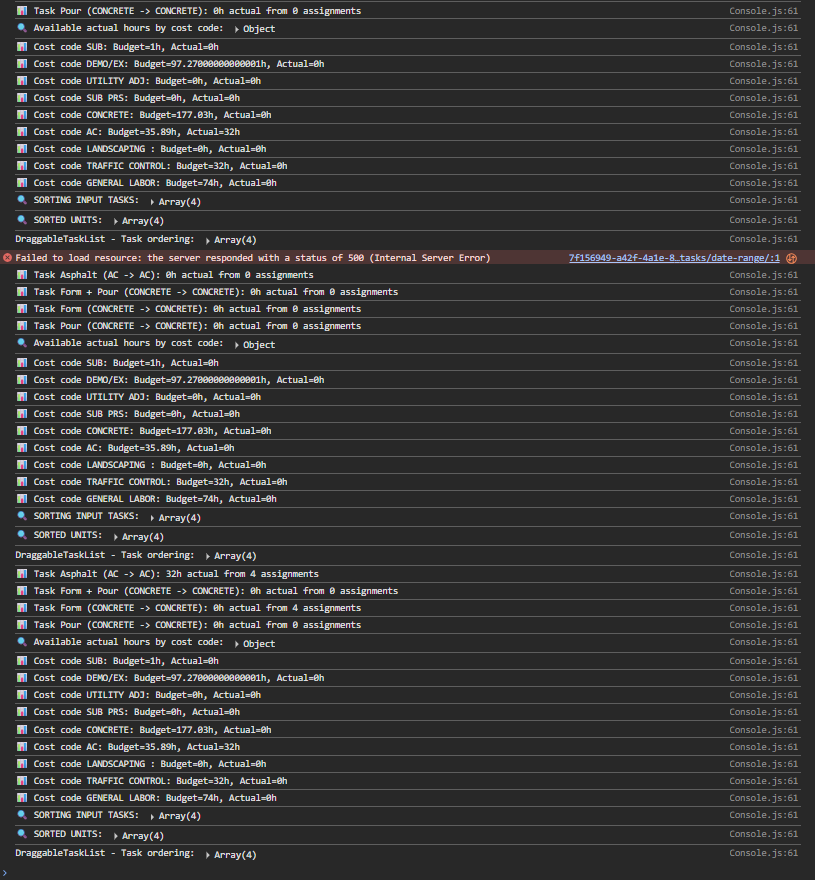 Task Pour (CONCRETE -> CONCRETE): 0h actual from 0 assignments Console.js:61
Available actual hours by cost code: Object Console.js:61
Cost code SUB: Budget=1h, Actual=0h Console.js:61
Cost code DEMO/EX: Budget=97.27000000000001h, Actual=0h Console.js:61
Cost code UTILITY ADJ: Budget=0h, Actual=0h Console.js:61
Cost code SUB PRS: Budget=0h, Actual=0h Console.js:61
Cost code CONCRETE: Budget=177.03h, Actual=0h Console.js:61
Cost code AC: Budget=35.89h, Actual=32h Console.js:61
Cost code LANDSCAPING : Budget=0h, Actual=0h Console.js:61
Cost code TRAFFIC CONTROL: Budget=32h, Actual=0h Console.js:61
Cost code GENERAL LABOR: Budget=74h, Actual=0h Console.js:61
SORTING INPUT TASKS: Array(4) Console.js:61
SORTED UNITS: Array(4) Console.js:61
DraggableTaskList - Task ordering: Array(4) Console.js:61
Failed to load resource: the server responded with a status of 500 (Internal Server Error) 7f156949-a42f-4a1e-8…tasks/date-range/:1
Task Asphalt (AC -> AC): 0h actual from 0 assignments Console.js:61
Task Form + Pour (CONCRETE -> CONCRETE): 0h actual from 0 assignments Console.js:61
Task Form (CONCRETE -> CONCRETE): 0h actual from 0 assignments Console.js:61
Task Pour (CONCRETE -> CONCRETE): 0h actual from 0 assignments Console.js:61
Available actual hours by cost code: Object Console.js:61
Cost code SUB: Budget=1h, Actual=0h Console.js:61
Cost code DEMO/EX: Budget=97.27000000000001h, Actual=0h Console.js:61
Cost code UTILITY ADJ: Budget=0h, Actual=0h Console.js:61
Cost code SUB PRS: Budget=0h, Actual=0h Console.js:61
Cost code CONCRETE: Budget=177.03h, Actual=0h Console.js:61
Cost code AC: Budget=35.89h, Actual=0h Console.js:61
Cost code LANDSCAPING : Budget=0h, Actual=0h Console.js:61
Cost code TRAFFIC CONTROL: Budget=32h, Actual=0h Console.js:61
Cost code GENERAL LABOR: Budget=74h, Actual=0h Console.js:61
SORTING INPUT TASKS: Array(4) Console.js:61
SORTED UNITS: Array(4) Console.js:61
DraggableTaskList - Task ordering: Array(4) Console.js:61
Task Asphalt (AC -> AC): 32h actual from 4 assignments Console.js:61
Task Form + Pour (CONCRETE -> CONCRETE): 0h actual from 0 assignments Console.js:61
Task Form (CONCRETE -> CONCRETE): 0h actual from 4 assignments Console.js:61
Task Pour (CONCRETE -> CONCRETE): 0h actual from 0 assignments Console.js:61
Available actual hours by cost code: Object Console.js:61
Cost code SUB: Budget=1h, Actual=0h Console.js:61
Cost code DEMO/EX: Budget=97.27000000000001h, Actual=0h Console.js:61
Cost code UTILITY ADJ: Budget=0h, Actual=0h Console.js:61
Cost code SUB PRS: Budget=0h, Actual=0h Console.js:61
Cost code CONCRETE: Budget=177.03h, Actual=0h Console.js:61
Cost code AC: Budget=35.89h, Actual=32h Console.js:61
Cost code LANDSCAPING : Budget=0h, Actual=0h Console.js:61
Cost code TRAFFIC CONTROL: Budget=32h, Actual=0h Console.js:61
Cost code GENERAL LABOR: Budget=74h, Actual=0h Console.js:61
SORTING INPUT TASKS: Array(4) Console.js:61
SORTED UNITS: Array(4) Console.js:61
DraggableTaskList - Task ordering: Array(4) Console.js:61